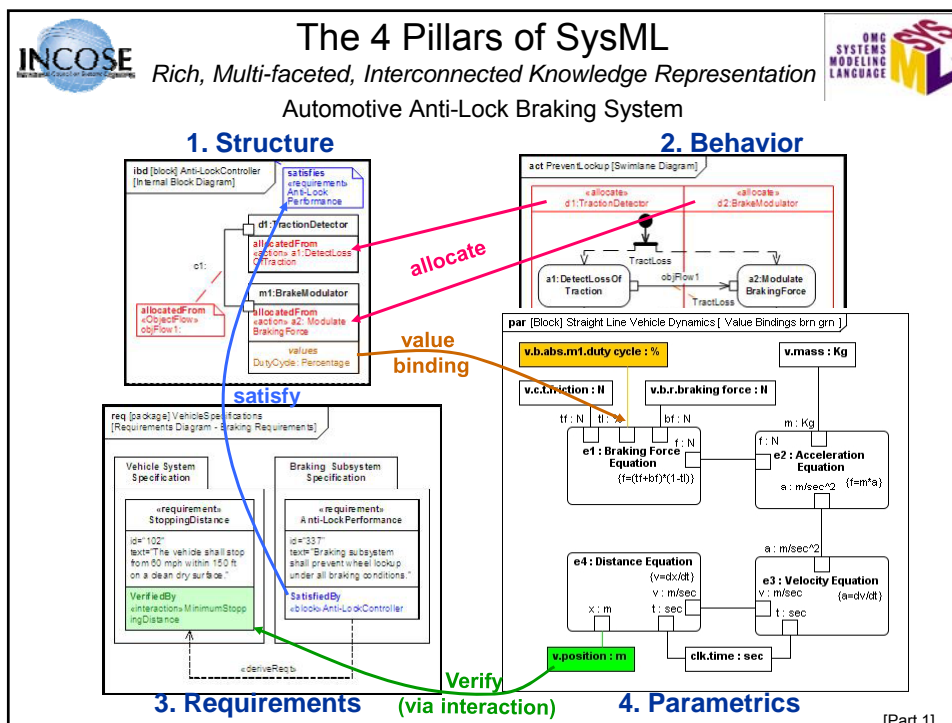 The 4 Pillars of SysML
Rich, Multi-faceted, Interconnected Knowledge Representation
Automotive Anti-Lock Braking System
INCOSE
OMG
SYSTEMS
MODELING
LANGUAGE
SYS
ML
1. Structure
ibd [block] Anti-LockController
[Internal Block Diagram]
satisfies
«requirement»
Anti-Lock
Performance
d1:TractionDetector
allocatedFrom
«action» a1:DetectLoss
OfTraction
c1:
m1:BrakeModulator
allocatedFrom
«action» a2: Modulate
BrakingForce
values
DutyCycle: Percentage
allocatedFrom
«ObjectFlow»
objFlow1:
2. Behavior
act PreventLockup [Swimlane Diagram]
«allocate»
d1:TractionDetector
«allocate»
d2:BrakeModulator
TractLoss
a1:DetectLossOf
Traction
objFlow1
a2:Modulate
BrakingForce
TractLoss
allocate
value
binding
satisfy
req [package] VehicleSpecifications
[Requirements Diagram - Braking Requirements]
Vehicle System
Specification
Braking Subsystem
Specification
«requirement»
StoppingDistance
id="102"
text="The vehicle shall stop
from 60 mph within 150 ft
on a clean dry surface."
VerifiedBy
«interaction» MinimumStopp
ingDistance
«requirement»
Anti-LockPerformance
id="337"
text="Braking subsystem
shall prevent wheel lockup
under all braking conditions."
SatisfiedBy
«block» Anti-LockController
«deriveReqt»
3. Requirements
Verify
(via interaction)
par [Block] Straight Line Vehicle Dynamics [ Value Bindings brn grn ]
v.b.abs.m1.duty cycle : %
v.mass : Kg
v.c.t.friction : N
v.b.r.braking force : N
tf : N
tl : %
bf : N
m : Kg
f : N
f : N
e1 : Braking Force
Equation
{f=(tf+bf)*(1-tl)}
e2 : Acceleration
Equation
{f=m*a}
a : m/sec^2
a : m/sec^2
e4 : Distance Equation
{v=dx/dt}
v : m/sec
x : m
t : sec
e3 : Velocity Equation
{a=dv/dt}
v : m/sec
t : sec
v.position : m
clk.time : sec
4. Parametrics
[Part 1]